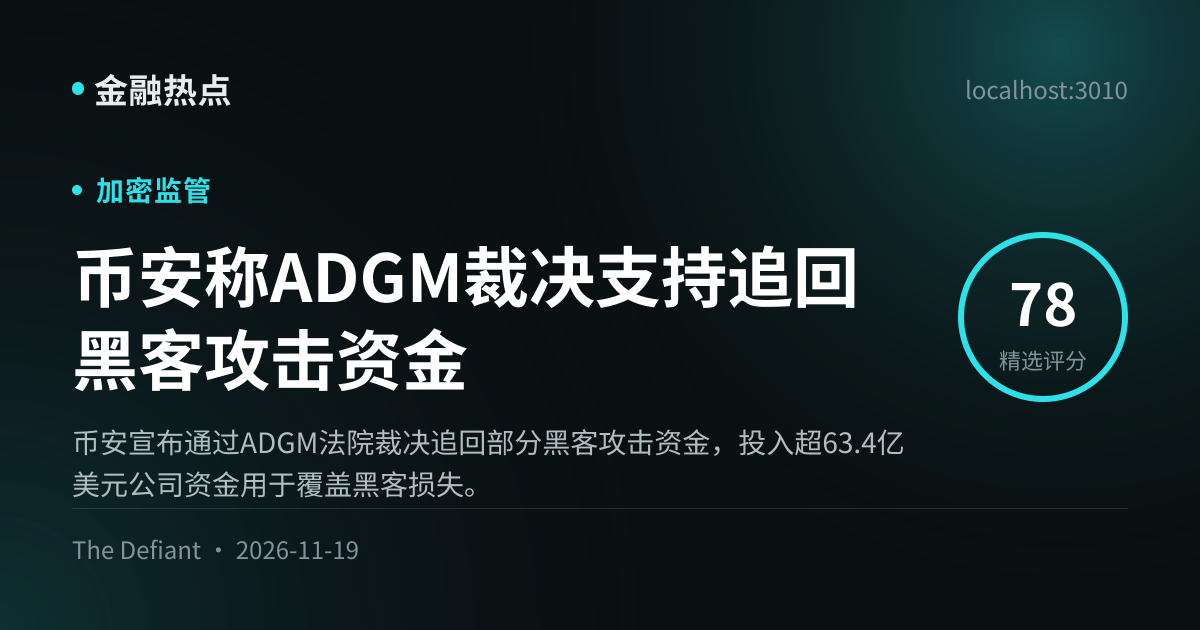 金融热点
localhost:3010
加密监管
币安称ADGM裁决支持追回
黑客攻击资金
78
精选评分
币安宣布通过ADGM法院裁决追回部分黑客攻击资金，投入超63.4亿
美元公司资金用于覆盖黑客损失。
The Defiant · 2026-11-19